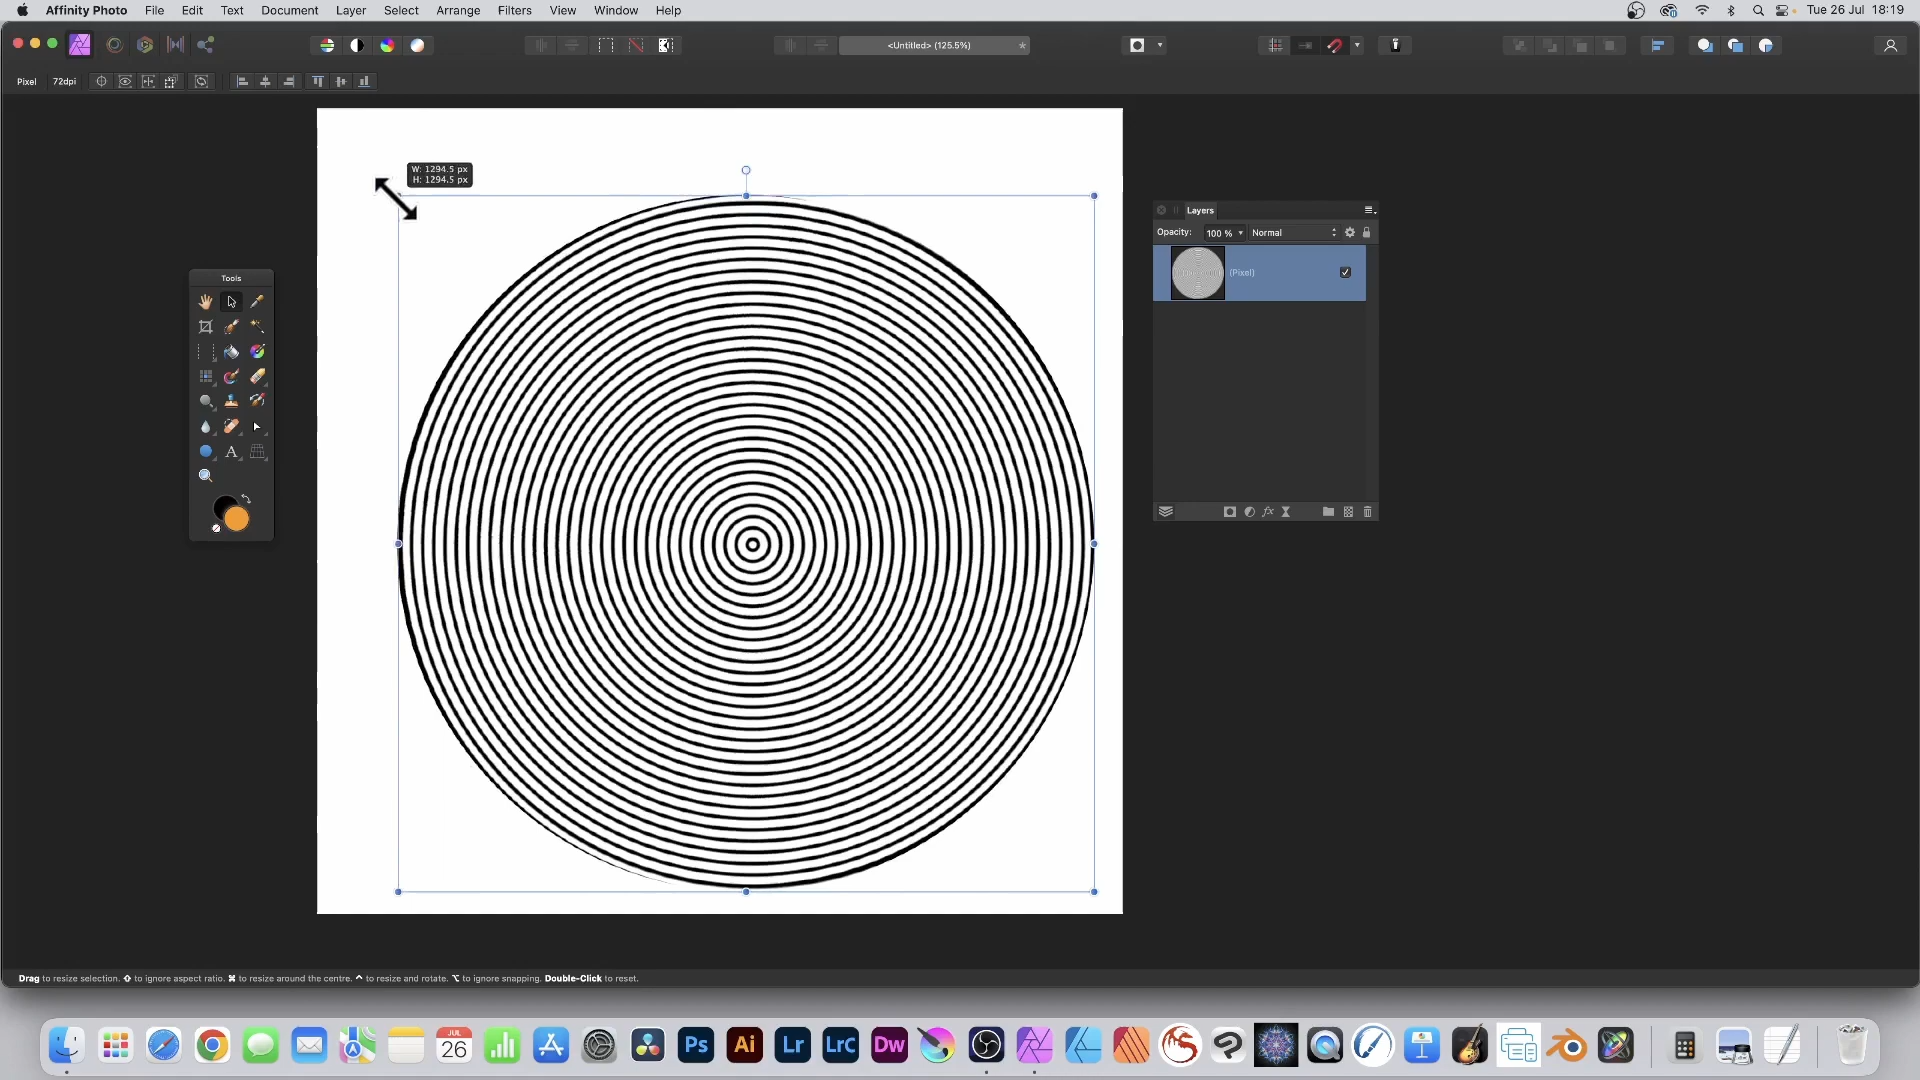 Affinity Photo File Edit Text Document Layer Select Arrange Filters View Window Help Tue 26 Jul 18:19
<Untitled> (125.5%)
Pixel 72dpi
W: 1294.5 px
H: 1294.5 px
Layers
Opacity: 100 % Normal
(Pixel)
Tools
A
fx
Drag to resize selection. ⇧ to ignore aspect ratio. ⌘ to resize around the centre. ^ to resize and rotate. ⌥ to ignore snapping. Double-Click to reset.
JUL
26
Ps Ai Lr LrC Dw